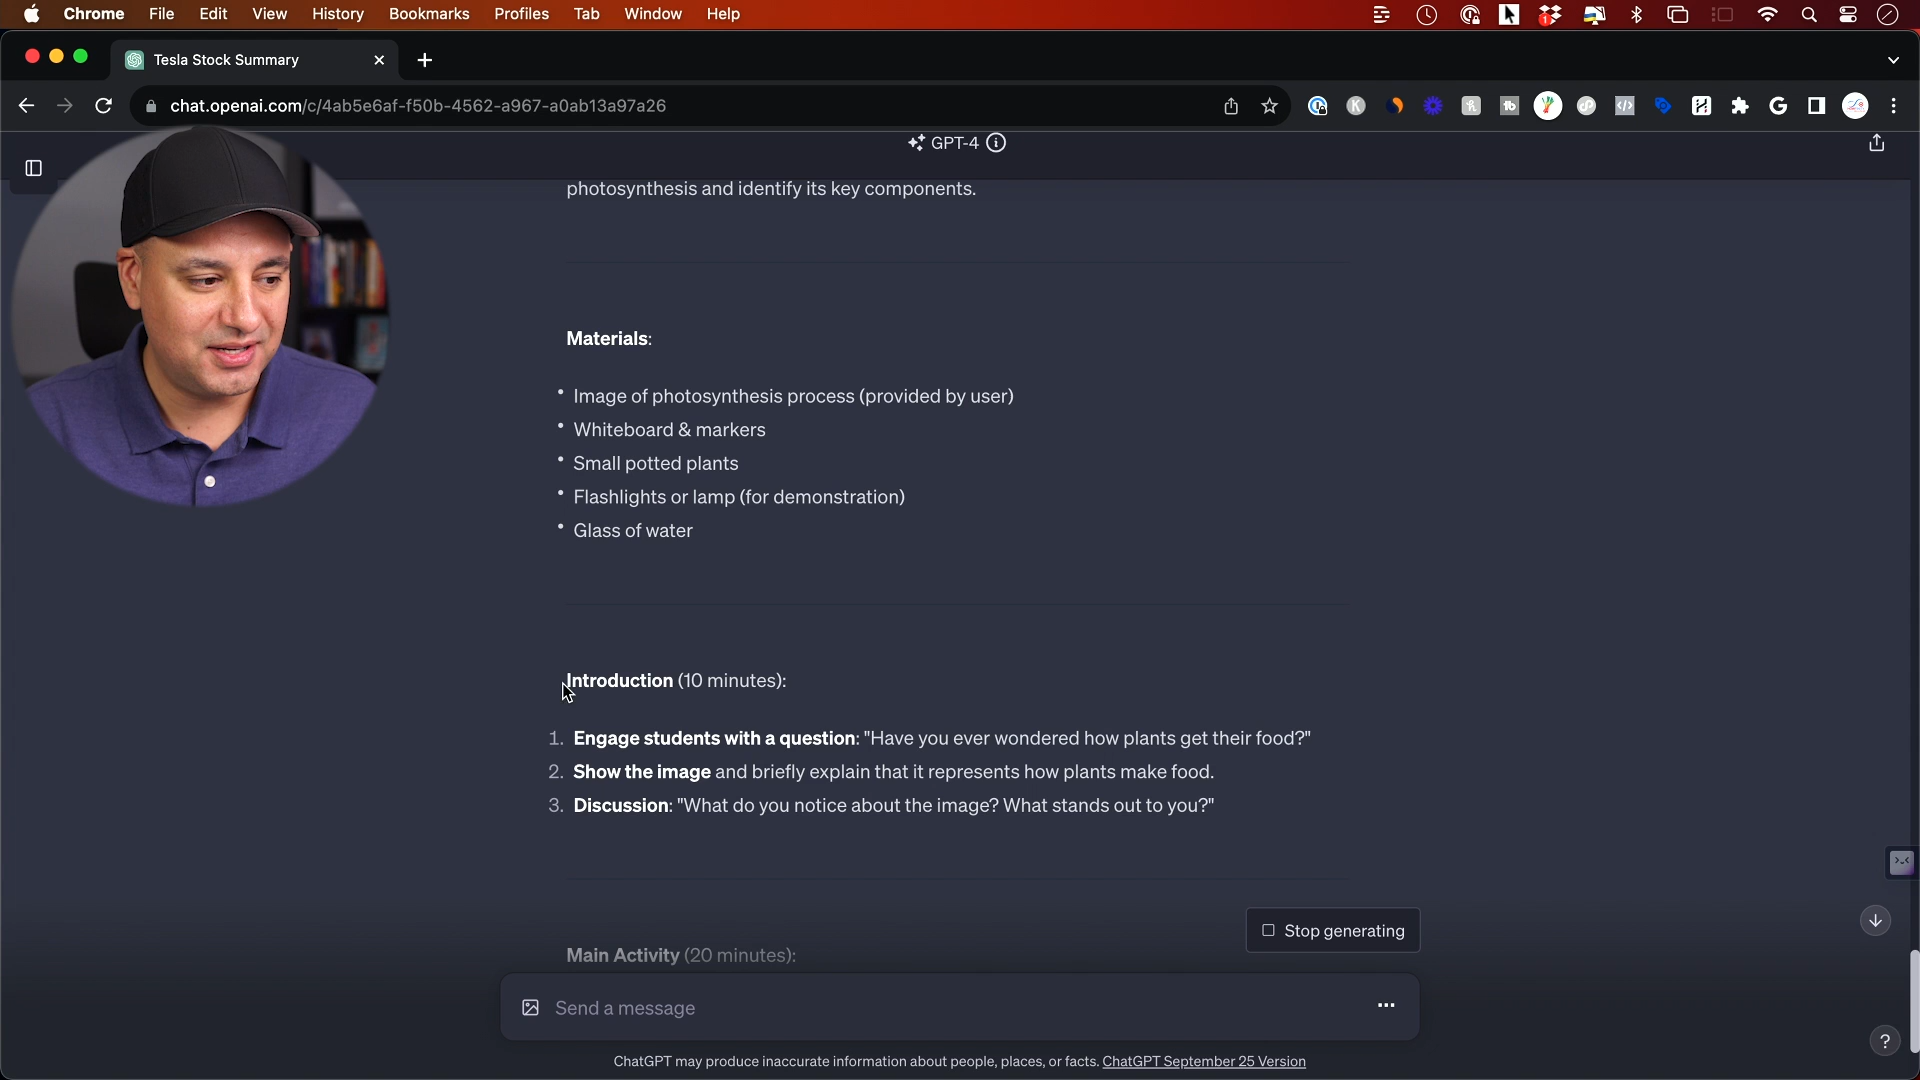 Chrome File Edit View History Bookmarks Profiles Tab Window Help
Tesla Stock Summary
chat.openai.com/c/4ab5e6af-f50b-4562-a967-a0ab13a97a26
GPT-4
photosynthesis and identify its key components.
Materials:
• Image of photosynthesis process (provided by user)
• Whiteboard & markers
• Small potted plants
• Flashlights or lamp (for demonstration)
• Glass of water
Introduction (10 minutes):
1. Engage students with a question: "Have you ever wondered how plants get their food?"
2. Show the image and briefly explain that it represents how plants make food.
3. Discussion: "What do you notice about the image? What stands out to you?"
Stop generating
Main Activity (20 minutes):
Send a message
ChatGPT may produce inaccurate information about people, places, or facts. ChatGPT September 25 Version